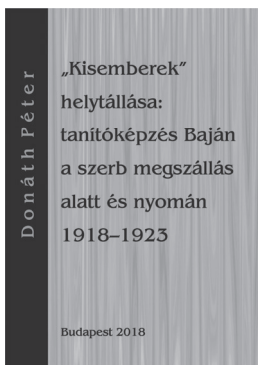 Donáth Péter
„Kisemberek”
helytállása:
tanítóképzés Baján
a szerb megszállás
alatt és nyomán
1918–1923
Budapest 2018